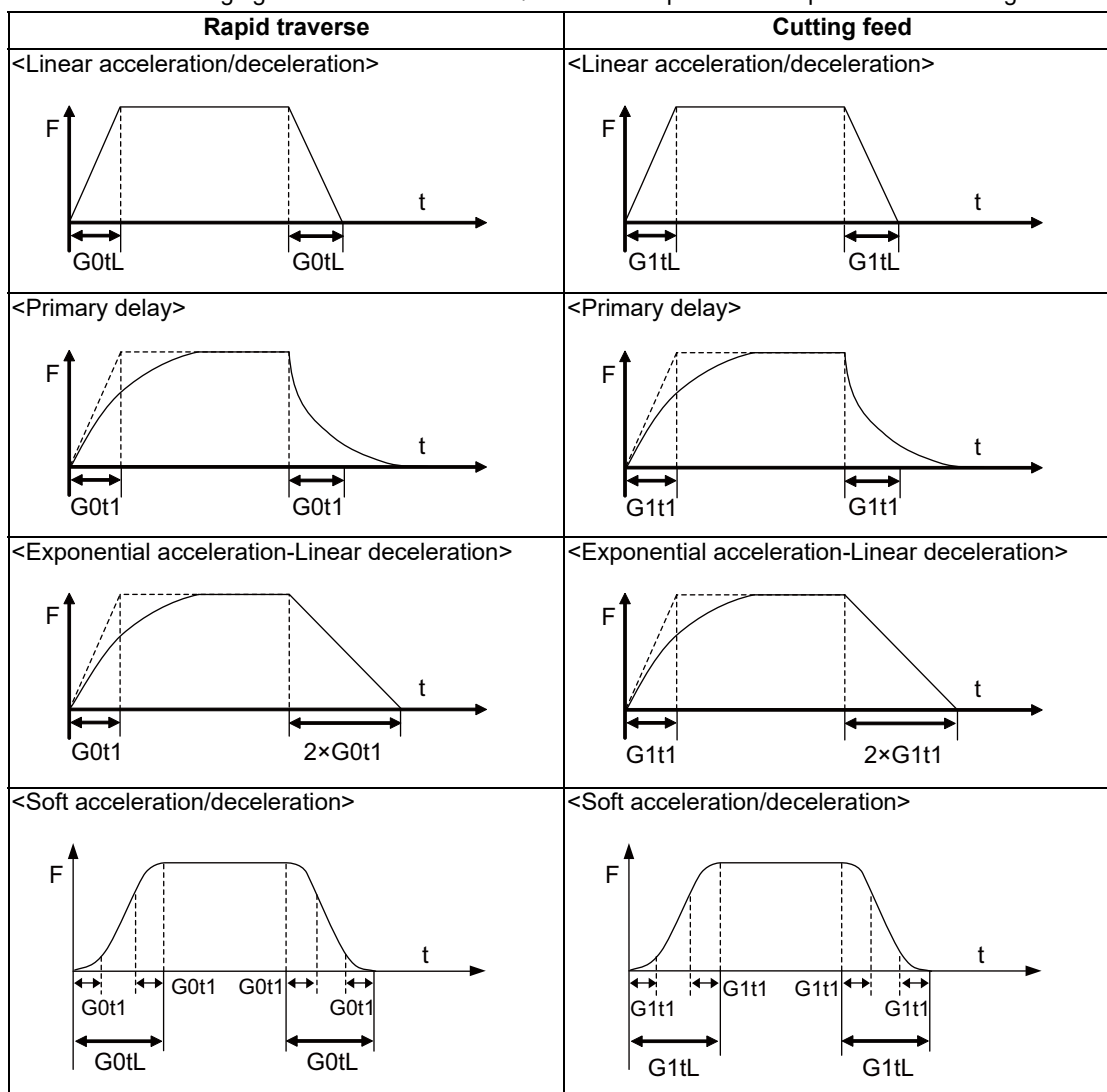 Rapid traverse
Cutting feed
<Linear acceleration/deceleration>
F
t
G0tL
G0tL
<Linear acceleration/deceleration>
F
t
G1tL
G1tL
<Primary delay>
F
t
G0t1
G0t1
<Primary delay>
F
t
G1t1
G1t1
<Exponential acceleration-Linear deceleration>
F
t
G0t1
2×G0t1
<Exponential acceleration-Linear deceleration>
F
t
G1t1
2×G1t1
<Soft acceleration/deceleration>
F
t
G0t1
G0t1
G0t1
G0t1
G0tL
G0tL
<Soft acceleration/deceleration>
F
t
G1t1
G1t1
G1t1
G1t1
G1tL
G1tL